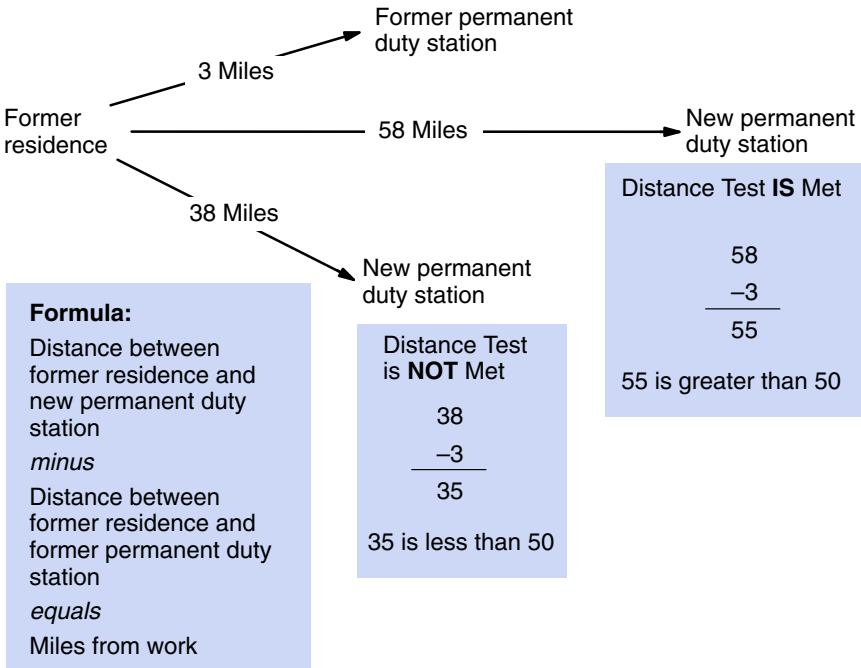 Former permanent
duty station
3 Miles
Former
residence
58 Miles
New permanent
duty station
38 Miles
Distance Test IS Met
58
–3
55
55 is greater than 50
New permanent
duty station
Distance Test
is NOT Met
38
–3
35
35 is less than 50
Formula:
Distance between
former residence and
new permanent duty
station
minus
Distance between
former residence and
former permanent duty
station
equals
Miles from work